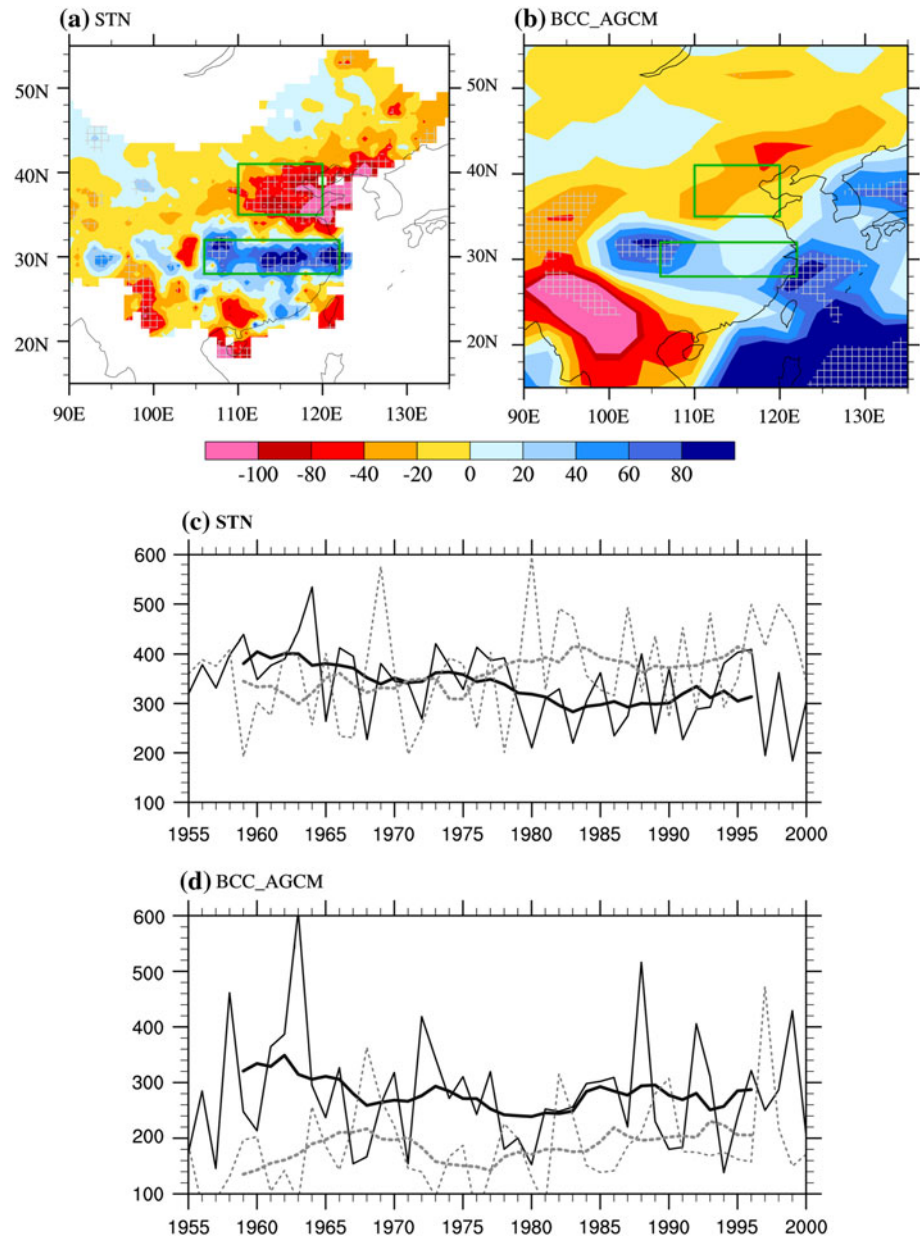 (a) STN
(b) BCC_AGCM
50N
40N
30N
20N
90E 100E 110E 120E 130E
50N
40N
30N
20N
90E 100E 110E 120E 130E
-100 -80 -40 -20 0 20 40 60 80
(c) STN
600
500
400
300
200
100
1955 1960 1965 1970 1975 1980 1985 1990 1995 2000
(d) BCC_AGCM
600
500
400
300
200
100
1955 1960 1965 1970 1975 1980 1985 1990 1995 2000